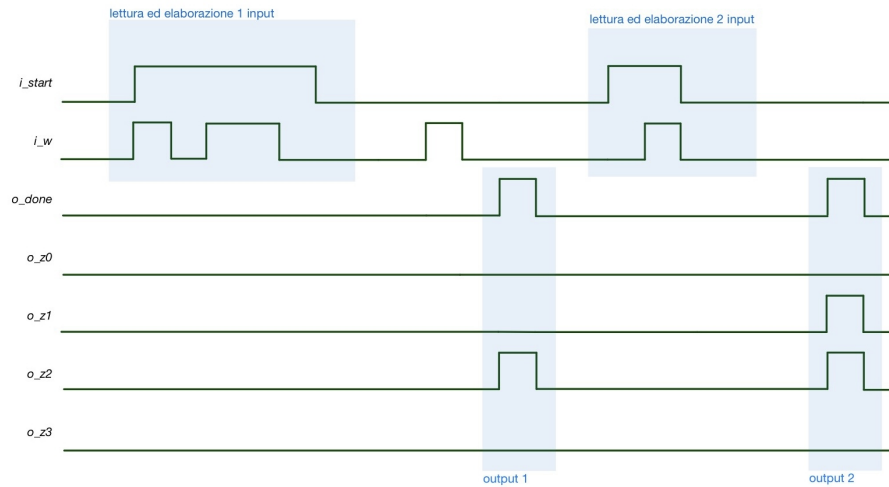 lettura ed elaborazione 1 input
lettura ed elaborazione 2 input
i_start
i_w
o_done
o_z0
o_z1
o_z2
o_z3
output 1
output 2